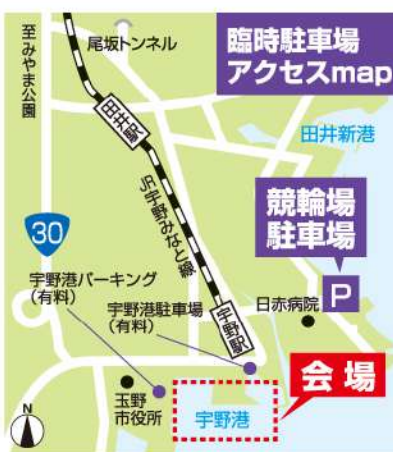 臨時駐車場
アクセスmap
至みやま公園
尾坂トンネル
田井駅
田井新港
JR宇野みなと線
競輪場
駐車場
P
30
宇野港パーキング
(有料)
宇野港駐車場
(有料)
宇野駅
日赤病院
会場
玉野
市役所
宇野港
N